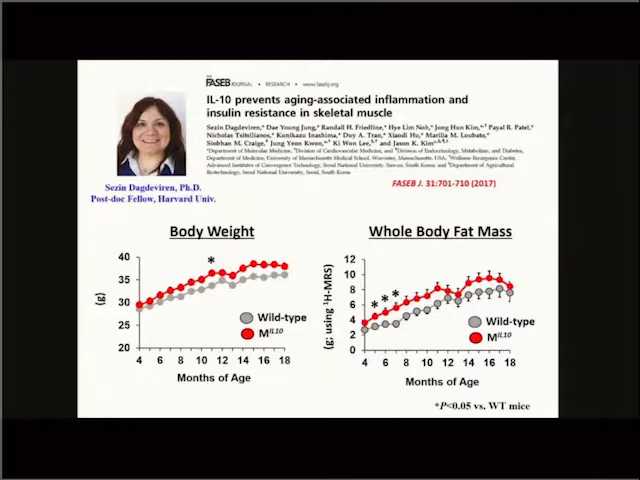 THE
FASEB JOURNAL • RESEARCH • www.fasebj.org
IL-10 prevents aging-associated inflammation and
insulin resistance in skeletal muscle
Sezin Dagdeviren,* Dae Young Jung,* Randall H. Friedline,* Hye Lim Noh,* Jong Hun Kim,*,† Payal R. Patel,*
Nicholas Tsitsilianos,* Kunikazu Inashima,* Duy A. Tran,* Xiaodi Hu,* Marilia M. Loubato,*
Siobhan M. Craige,‡ Jung Yeon Kwon,*,† Ki Won Lee, and Jason K. Kim
*Department of Molecular Medicine, Division of Cardiovascular Medicine, and Division of Endocrinology, Metabolism, and Diabetes,
Department of Medicine, University of Massachusetts Medical School, Worcester, Massachusetts, USA; Wellness Emergence Center,
Advanced Institutes of Convergence Technology, Seoul National University, Suwon, South Korea; and Department of Agricultural
Biotechnology, Seoul National University, Seoul, South Korea
FASEB J. 31:701-710 (2017)
Sezin Dagdeviren, Ph.D.
Post-doc Fellow, Harvard Univ.
Body Weight
(g)
40
35
30
25
20
*
Wild-type
M^IL10
4 6 8 10 12 14 16 18
Months of Age
Whole Body Fat Mass
(g; using ¹H-MRS)
12
10
8
6
4
2
0
* * *
Wild-type
M^IL10
4 6 8 10 12 14 16 18
Months of Age
*P<0.05 vs. WT mice